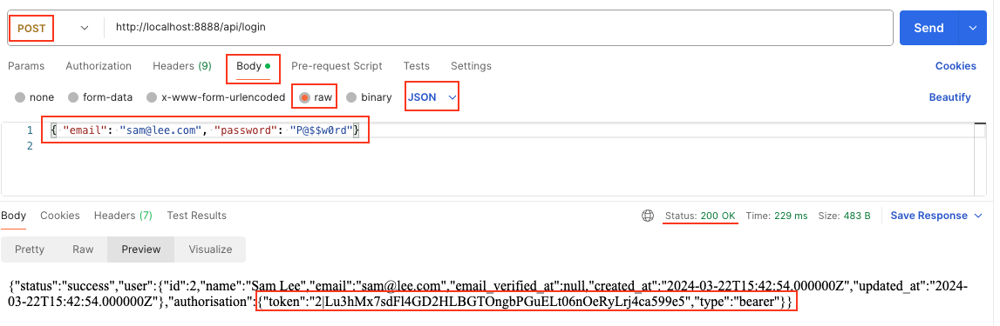 POST http://localhost:8888/api/login Send
Params Authorization Headers (9) Body Pre-request Script Tests Settings Cookies
none form-data x-www-form-urlencoded raw binary JSON Beautify
1 { "email": "sam@lee.com", "password": "P@$$w0rd"}
2
Body Cookies Headers (7) Test Results Status: 200 OK Time: 229 ms Size: 483 B Save Response
Pretty Raw Preview Visualize
{"status":"success","user":{"id":2,"name":"Sam Lee","email":"sam@lee.com","email_verified_at":null,"created_at":"2024-03-22T15:42:54.000000Z","updated_at":"2024-
03-22T15:42:54.000000Z"},"authorisation":{"token":"2|Lu3hMx7sdFl4GD2HLBGTOngbPGuELt06nOeRyLrj4ca599e5","type":"bearer"}}